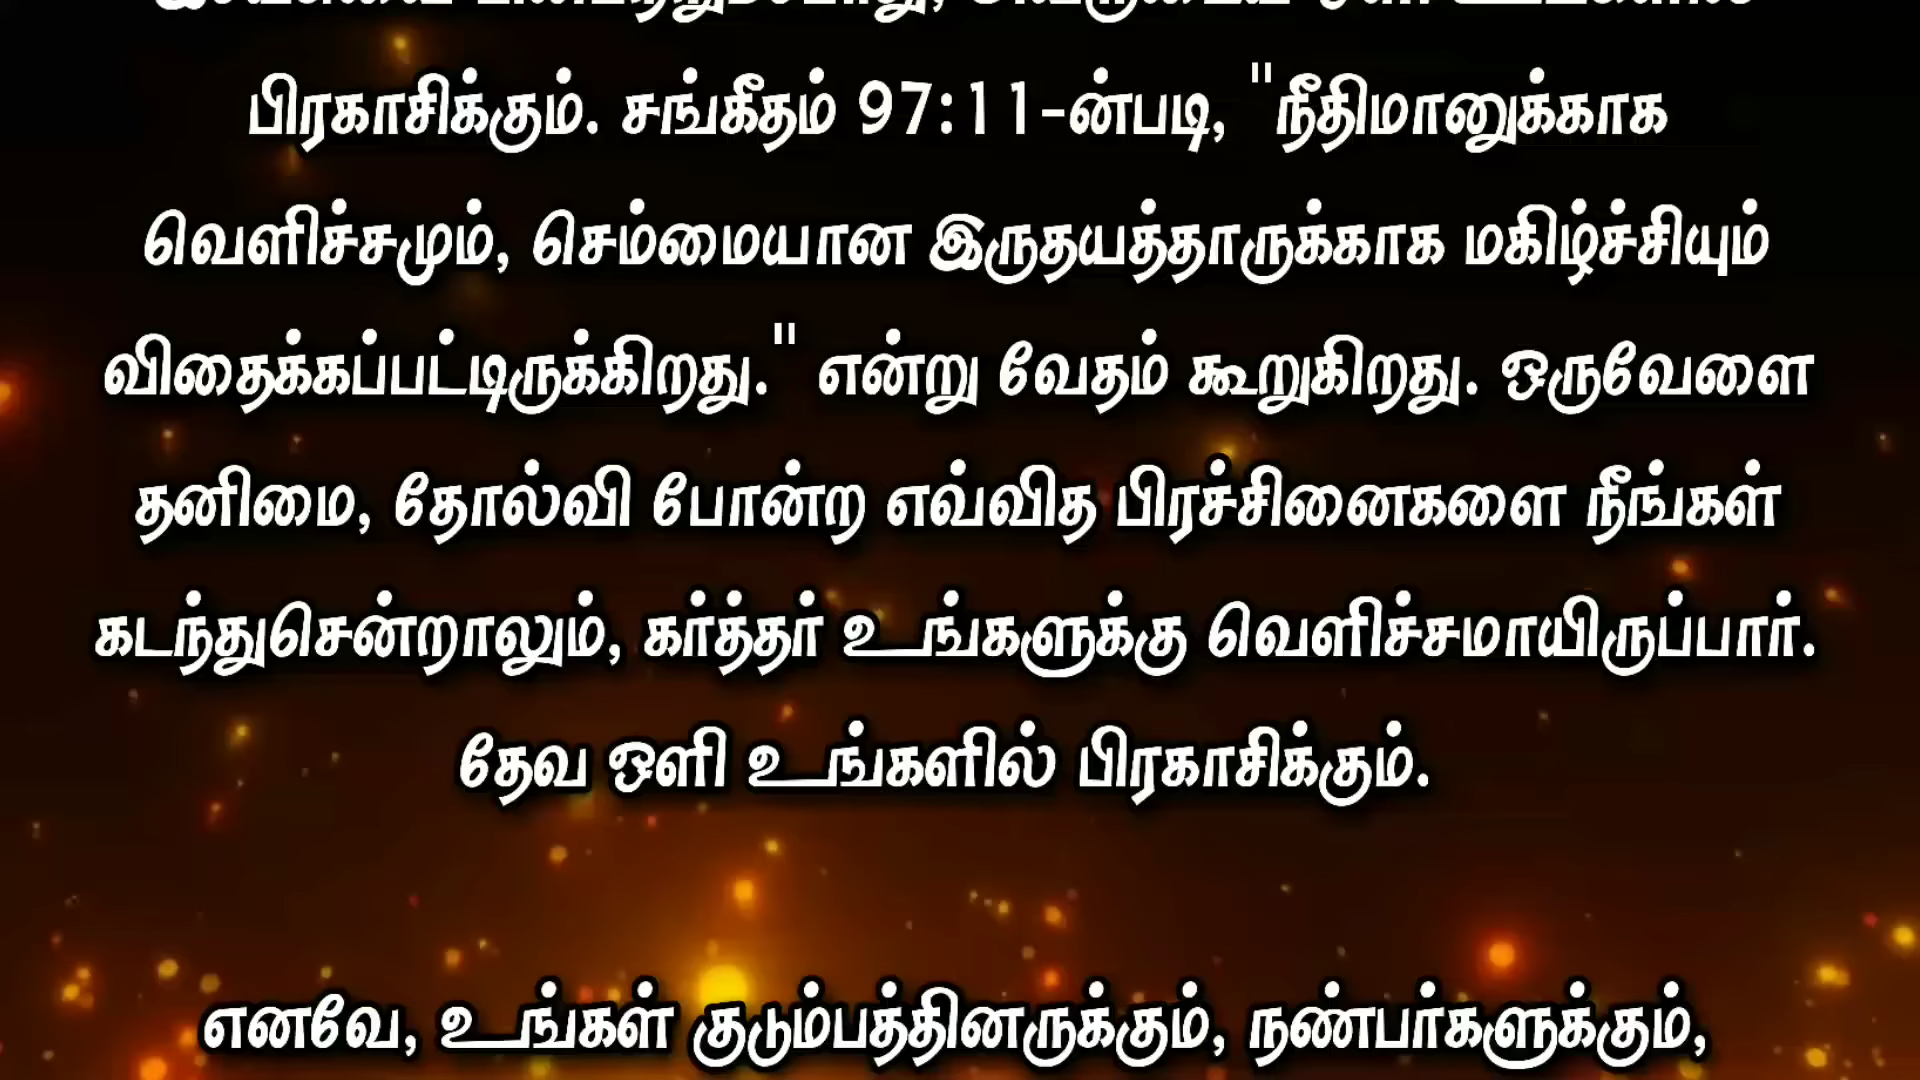 பிரகாசிக்கும். சங்கீதம் 97:11-ன்படி, "நீதிமானுக்காக
வெளிச்சமும், செம்மையான இருதயத்தாருக்காக மகிழ்ச்சியும்
விதைக்கப்பட்டிருக்கிறது." என்று வேதம் கூறுகிறது. ஒருவேளை
தனிமை, தோல்வி போன்ற எவ்வித பிரச்சினைகளை நீங்கள்
கடந்துசென்றாலும், கர்த்தர் உங்களுக்கு வெளிச்சமாயிருப்பார்.
தேவ ஒளி உங்களில் பிரகாசிக்கும்.
எனவே, உங்கள் குடும்பத்தினருக்கும், நண்பர்களுக்கும்,